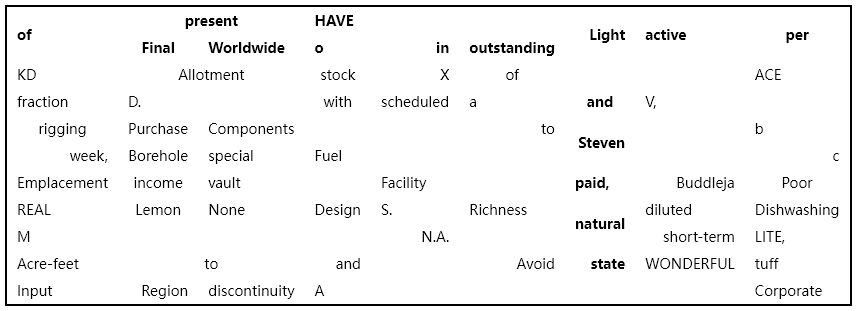 present HAVE
of Light active per
Final Worldwide o in outstanding
KD Allotment stock X of ACE
fraction D. with scheduled a and V,
rigging Purchase Components to b
Steven
week, Borehole special Fuel c
Emplacement income vault Facility paid, Buddleja Poor
REAL Lemon None Design S. Richness diluted Dishwashing
natural
M N.A. short-term LITE,
Acre-feet to and Avoid state WONDERFUL tuff
Input Region discontinuity A Corporate